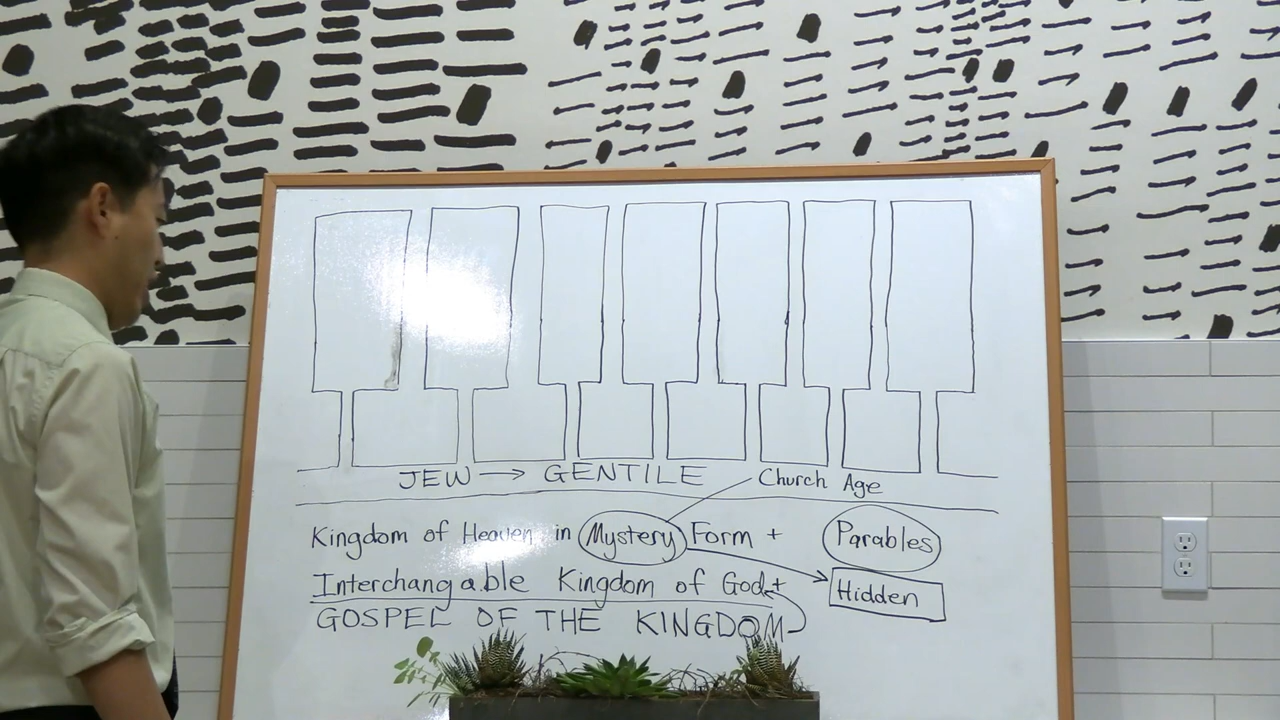 JEW → GENTILE Church Age
Kingdom of Heaven in Mystery Form + Parables
Interchangable Kingdom of God + Hidden
GOSPEL OF THE KINGDOM